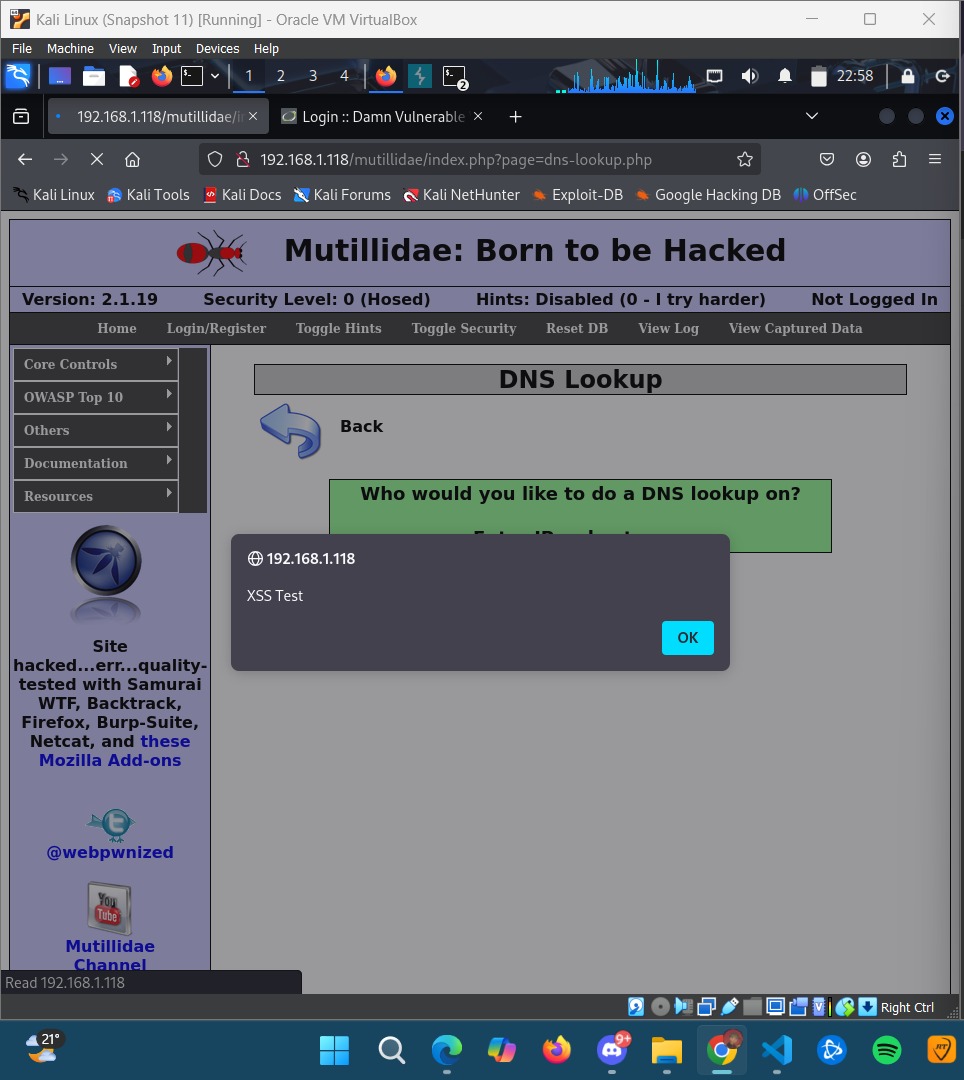 Kali Linux (Snapshot 11) [Running] - Oracle VM VirtualBox
File Machine View Input Devices Help
1 2 3 4 2 22:58
192.168.1.118/mutillidae/i Login :: Damn Vulnerable
192.168.1.118/mutillidae/index.php?page=dns-lookup.php
Kali Linux Kali Tools Kali Docs Kali Forums Kali NetHunter Exploit-DB Google Hacking DB OffSec
Mutillidae: Born to be Hacked
Version: 2.1.19 Security Level: 0 (Hosed) Hints: Disabled (0 - I try harder) Not Logged In
Home Login/Register Toggle Hints Toggle Security Reset DB View Log View Captured Data
Core Controls
OWASP Top 10
Others
Documentation
Resources
DNS Lookup
Back
Who would you like to do a DNS lookup on?
192.168.1.118
XSS Test
OK
Site
hacked...err...quality-
tested with Samurai
WTF, Backtrack,
Firefox, Burp-Suite,
Netcat, and these
Mozilla Add-ons
@webpwnized
You
Tube
Mutillidae
Channel
Read 192.168.1.118
Right Ctrl
21°
9+
RT